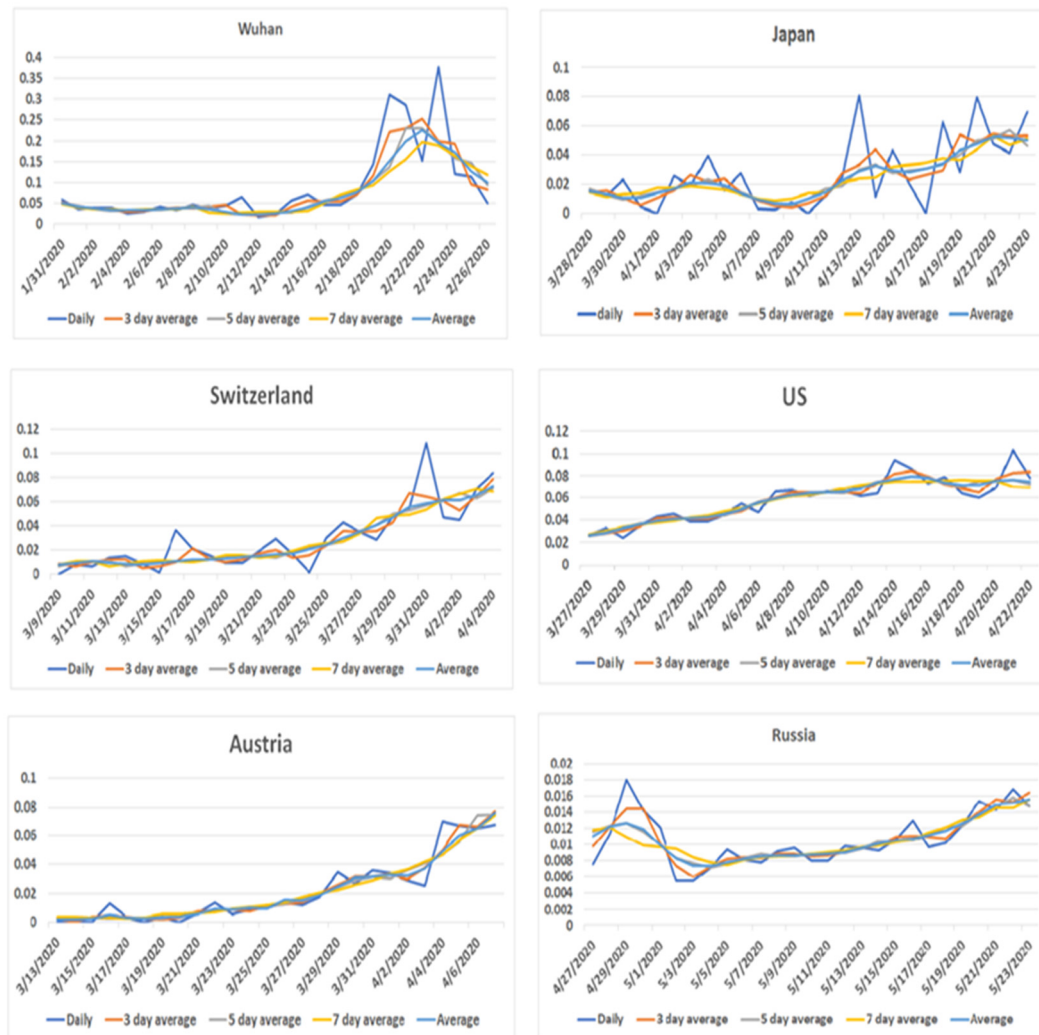 Wuhan
0.4
0.35
0.3
0.25
0.2
0.15
0.1
0.05
0
1/31/2020 2/2/2020 2/4/2020 2/6/2020 2/8/2020 2/10/2020 2/12/2020 2/14/2020 2/16/2020 2/18/2020 2/20/2020 2/22/2020 2/24/2020 2/26/2020
Daily 3 day average 5 day average 7 day average Average
Japan
0.1
0.08
0.06
0.04
0.02
0
3/28/2020 3/30/2020 4/1/2020 4/3/2020 4/5/2020 4/7/2020 4/9/2020 4/11/2020 4/13/2020 4/15/2020 4/17/2020 4/19/2020 4/21/2020 4/23/2020
daily 3 day average 5 day average 7 day average Average
Switzerland
0.12
0.1
0.08
0.06
0.04
0.02
0
3/9/2020 3/11/2020 3/13/2020 3/15/2020 3/17/2020 3/19/2020 3/21/2020 3/23/2020 3/25/2020 3/27/2020 3/29/2020 3/31/2020 4/2/2020 4/4/2020
Daily 3 day average 5 day average 7 day average Average
US
0.12
0.1
0.08
0.06
0.04
0.02
0
3/27/2020 3/29/2020 3/31/2020 4/2/2020 4/4/2020 4/6/2020 4/8/2020 4/10/2020 4/12/2020 4/14/2020 4/16/2020 4/18/2020 4/20/2020 4/22/2020
Daily 3 day average 5 day average 7 day average Average
Austria
0.1
0.08
0.06
0.04
0.02
0
3/13/2020 3/15/2020 3/17/2020 3/19/2020 3/21/2020 3/23/2020 3/25/2020 3/27/2020 3/29/2020 3/31/2020 4/2/2020 4/4/2020 4/6/2020
Daily 3 day average 5 day average 7 day average Average
Russia
0.02
0.018
0.016
0.014
0.012
0.01
0.008
0.006
0.004
0.002
0
4/27/2020 4/29/2020 5/1/2020 5/3/2020 5/5/2020 5/7/2020 5/9/2020 5/11/2020 5/13/2020 5/15/2020 5/17/2020 5/19/2020 5/21/2020 5/23/2020
Daily 3 day average 5 day average 7 day average Average